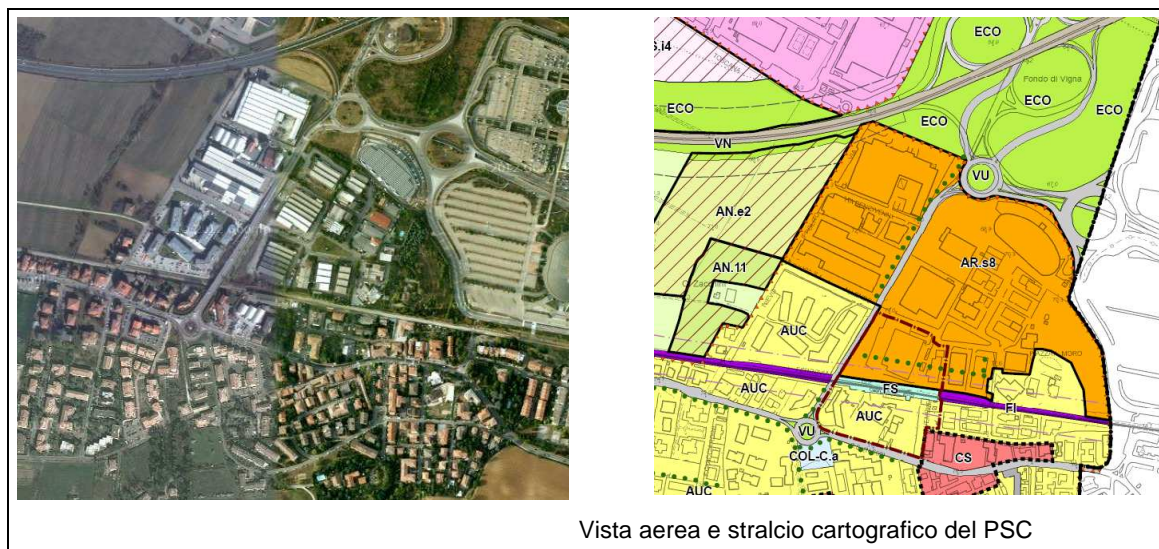 S.i4
ECO
ECO
Fondo di Vigna
ECO
ECO
ECO
VN
VU
AN.e2
AR.s8
AN.11
AUC
FS
AUC
AUC
FI
VU
COL-C.a
CS
AUC
Vista aerea e stralcio cartografico del PSC